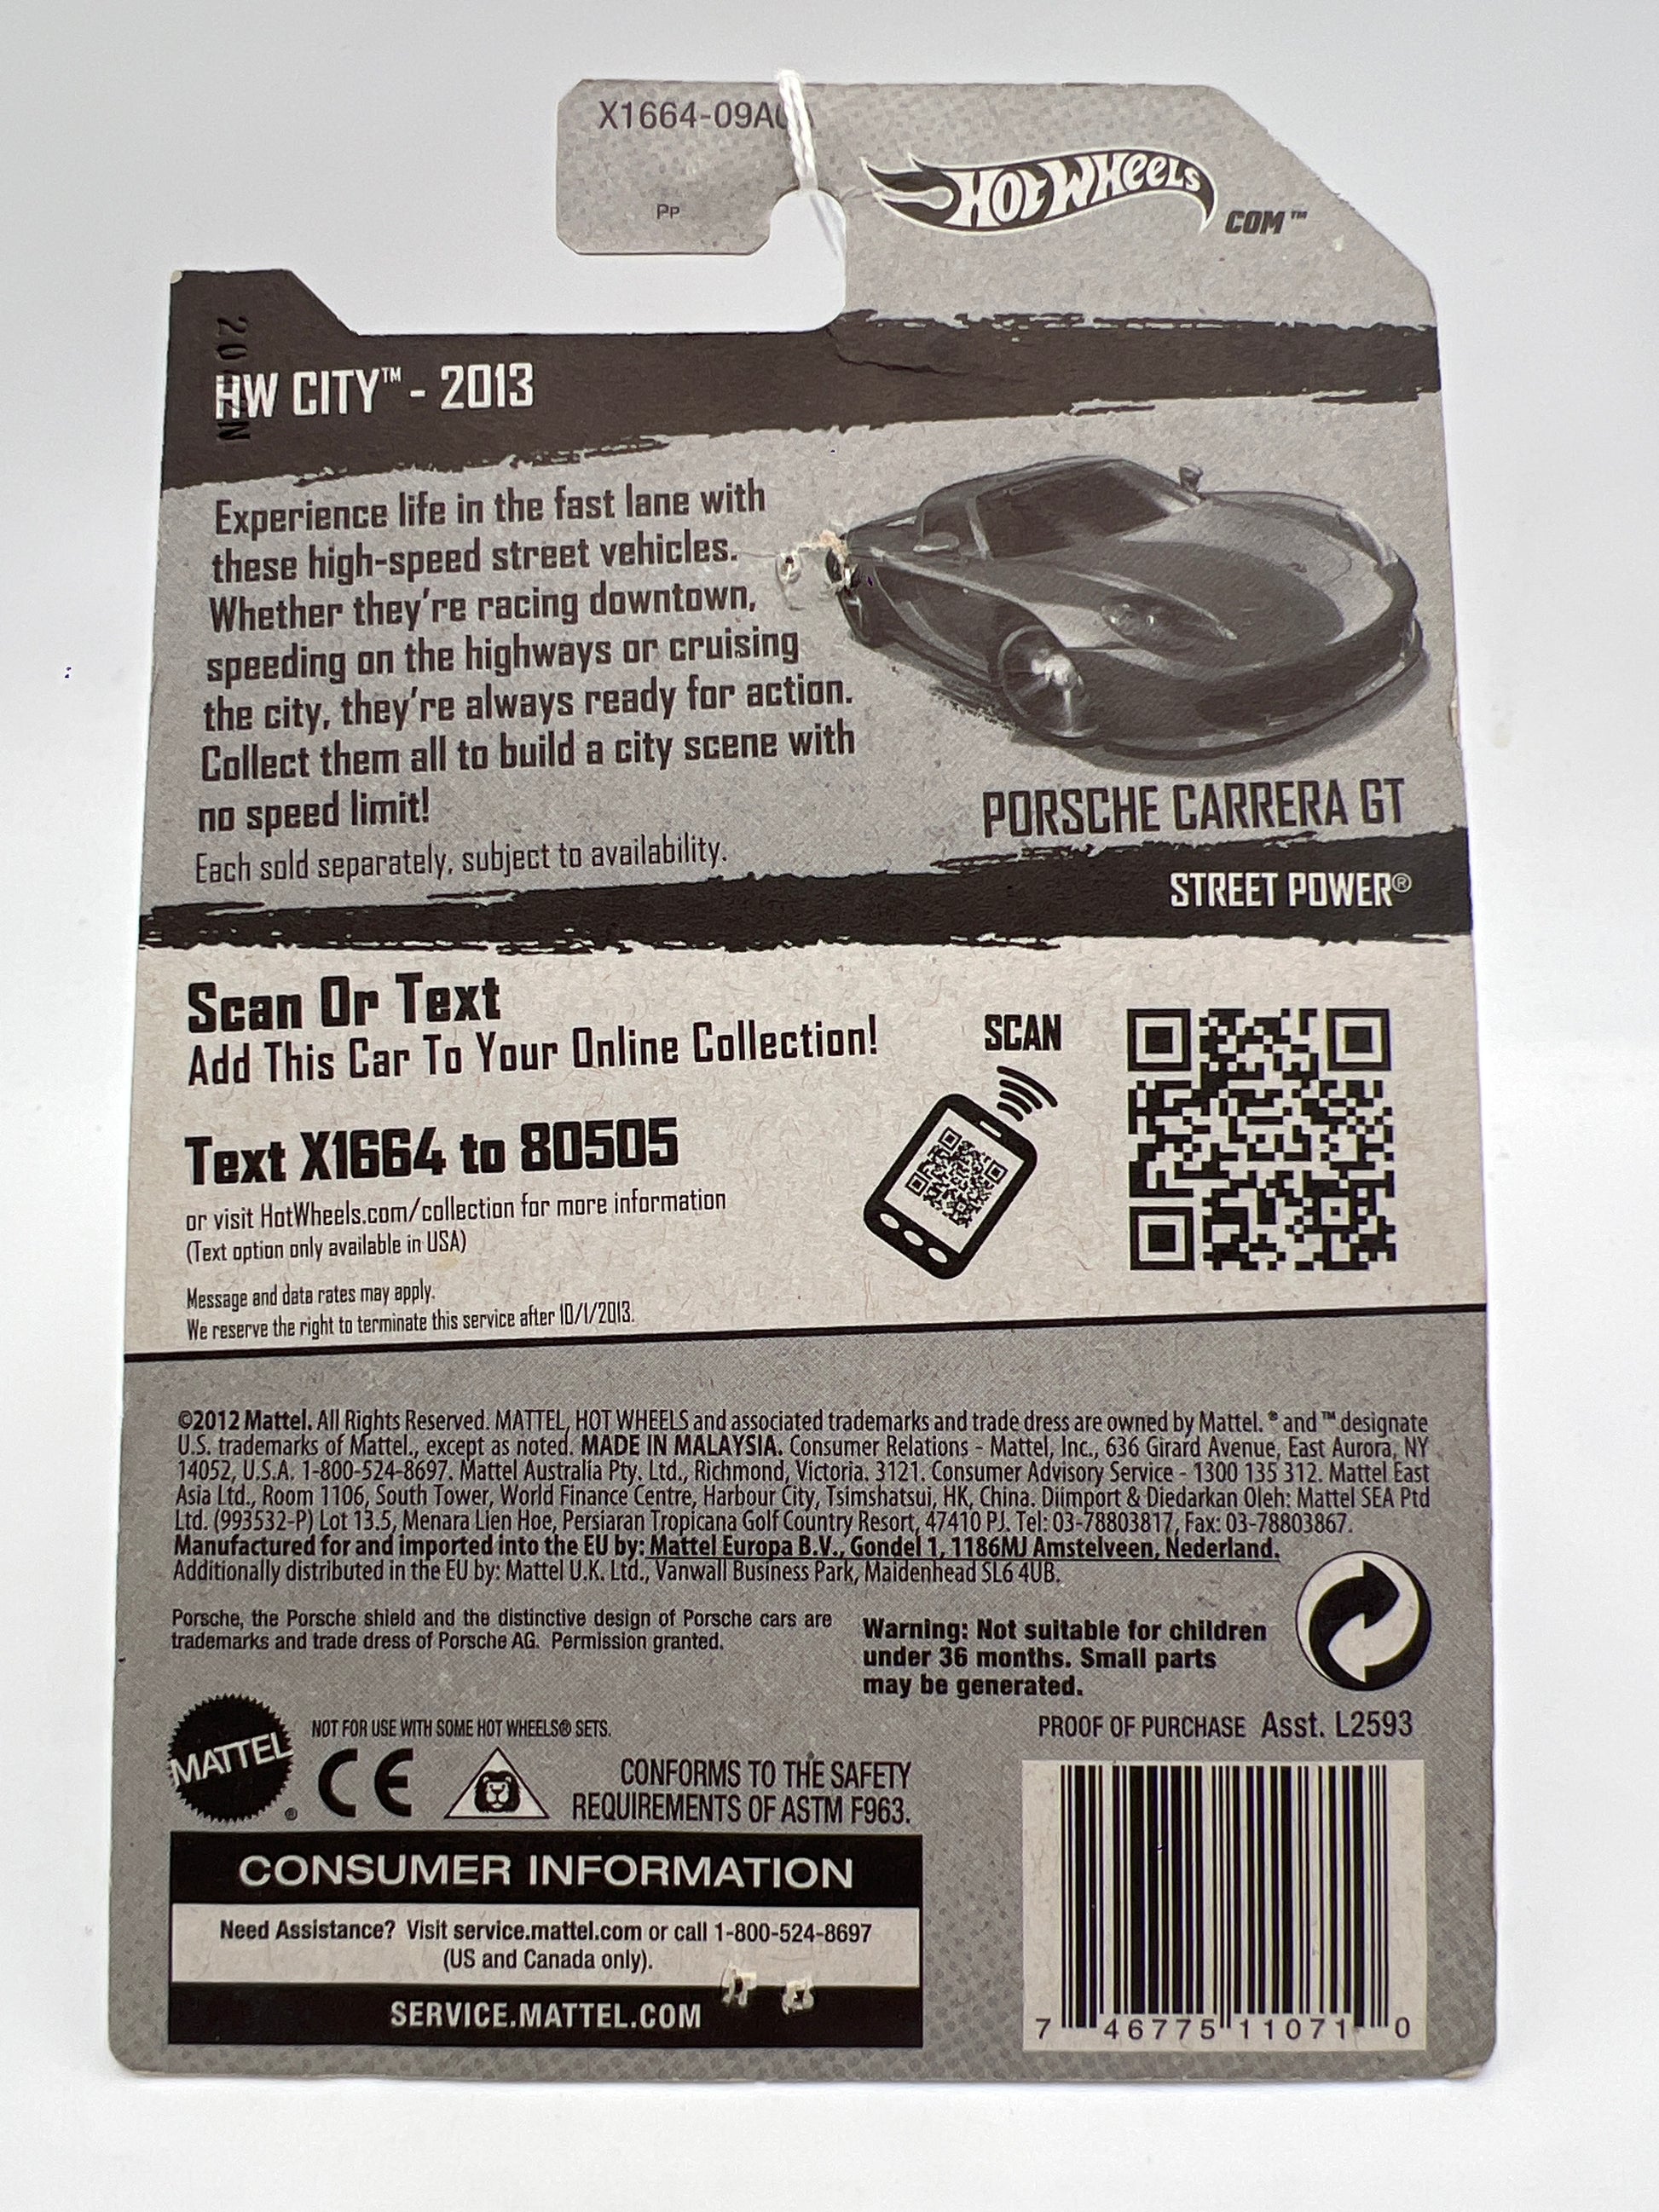 X1664-09A
Pp
HOT WHEELS
COM™
HW CITY™ - 2013
Experience life in the fast lane with
these high-speed street vehicles.
Whether they're racing downtown,
speeding on the highways or cruising
the city, they're always ready for action.
Collect them all to build a city scene with
no speed limit!
Each sold separately, subject to availability.
PORSCHE CARRERA GT
STREET POWER®
Scan Or Text
Add This Car To Your Online Collection!
SCAN
Text X1664 to 80505
or visit HotWheels.com/collection for more information
(Text option only available in USA)
Message and data rates may apply.
We reserve the right to terminate this service after 10/1/2013.
©2012 Mattel. All Rights Reserved. MATTEL, HOT WHEELS and associated trademarks and trade dress are owned by Mattel. ® and ™ designate
U.S. trademarks of Mattel., except as noted. MADE IN MALAYSIA. Consumer Relations - Mattel, Inc., 636 Girard Avenue, East Aurora, NY
14052, U.S.A. 1-800-524-8697. Mattel Australia Pty. Ltd., Richmond, Victoria. 3121. Consumer Advisory Service - 1300 135 312. Mattel East
Asia Ltd., Room 1106, South Tower, World Finance Centre, Harbour City, Tsimshatsui, HK, China. Diimport & Diedarkan Oleh: Mattel SEA Ptd
Ltd. (993532-P) Lot 13.5, Menara Lien Hoe, Persiaran Tropicana Golf Country Resort, 47410 PJ. Tel: 03-78803817, Fax: 03-78803867.
Manufactured for and imported into the EU by: Mattel Europa B.V., Gondel 1, 1186MJ Amstelveen, Nederland.
Additionally distributed in the EU by: Mattel U.K. Ltd., Vanwall Business Park, Maidenhead SL6 4UB.
Porsche, the Porsche shield and the distinctive design of Porsche cars are
trademarks and trade dress of Porsche AG. Permission granted.
Warning: Not suitable for children
under 36 months. Small parts
may be generated.
PROOF OF PURCHASE Asst. L2593
NOT FOR USE WITH SOME HOT WHEELS® SETS.
MATTEL®
CE
CONFORMS TO THE SAFETY
REQUIREMENTS OF ASTM F963.
CONSUMER INFORMATION
Need Assistance? Visit service.mattel.com or call 1-800-524-8697
(US and Canada only).
SERVICE.MATTEL.COM
7 46775 11071 0